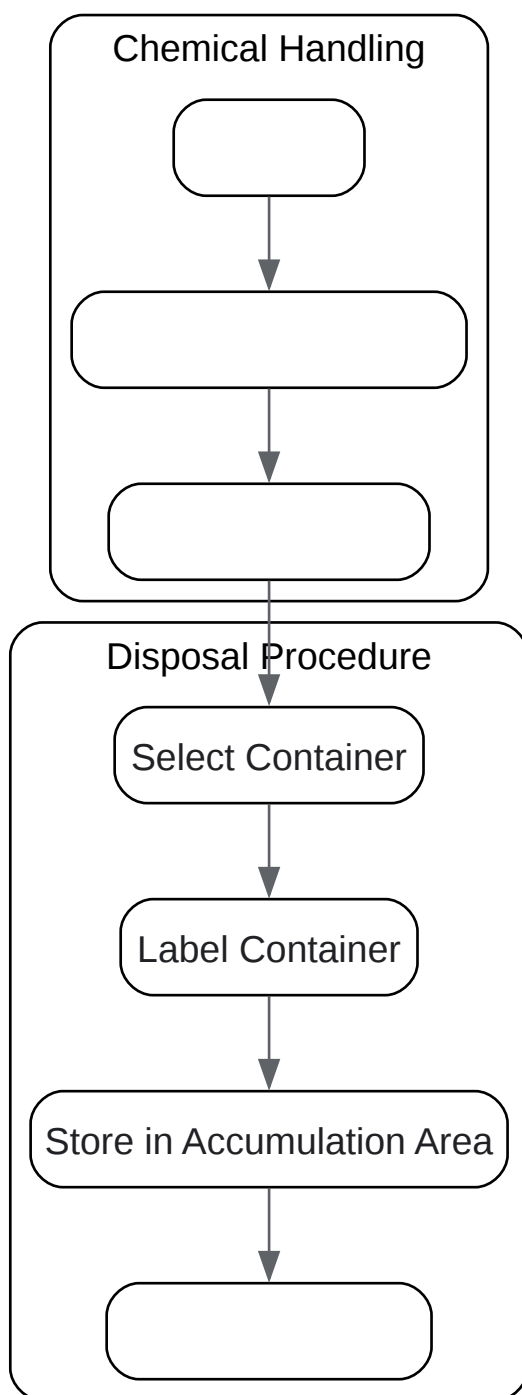 Chemical Handling
Disposal Procedure
Select Container
Label Container
Store in Accumulation Area